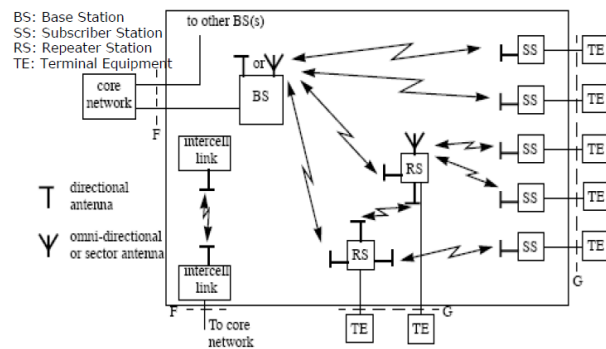 BS: Base Station
SS: Subscriber Station
RS: Repeater Station
TE: Terminal Equipment
to other BS(s)
or
BS
core
network
F
SS
TE
SS
TE
SS
TE
SS
TE
SS
TE
G
intercell
link
RS
RS
directional
antenna
omni-directional
or sector antenna
intercell
link
F
To core
network
TE
TE
G